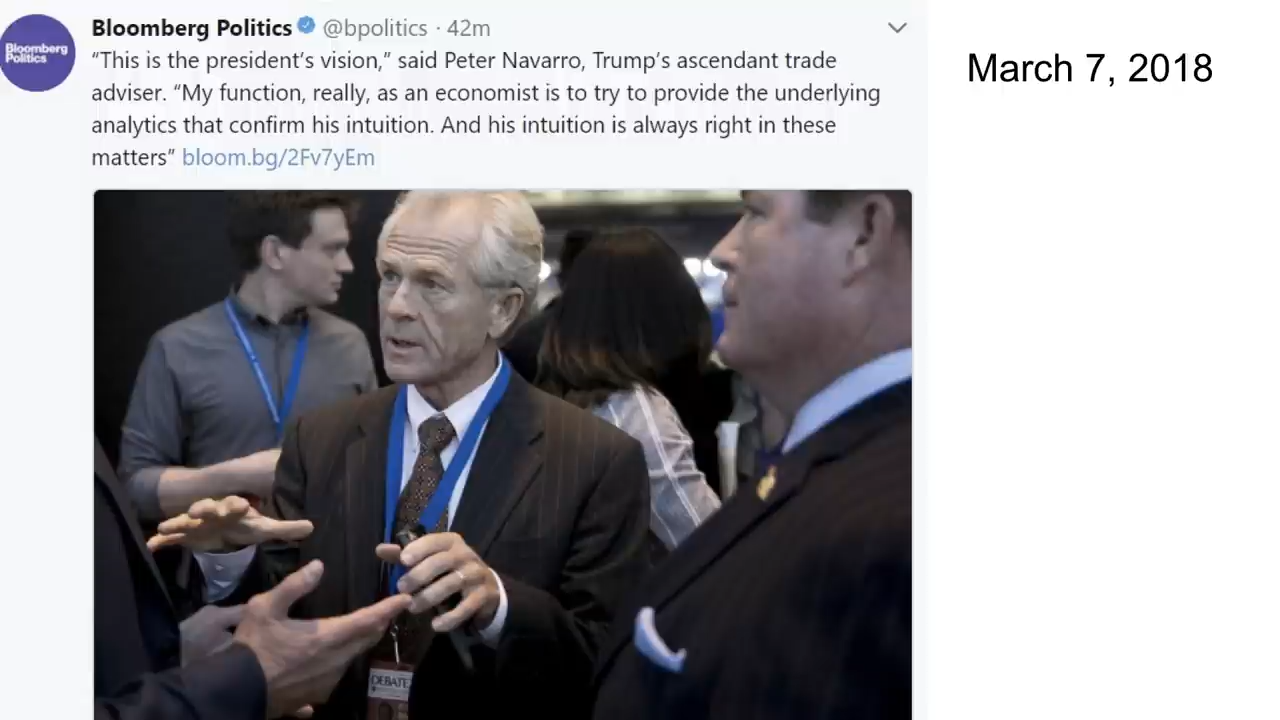 Bloomberg Politics @bpolitics · 42m
Bloomberg
Politics
“This is the president’s vision,” said Peter Navarro, Trump’s ascendant trade
adviser. “My function, really, as an economist is to try to provide the underlying
analytics that confirm his intuition. And his intuition is always right in these
matters” bloom.bg/2Fv7yEm
March 7, 2018
DEBATE